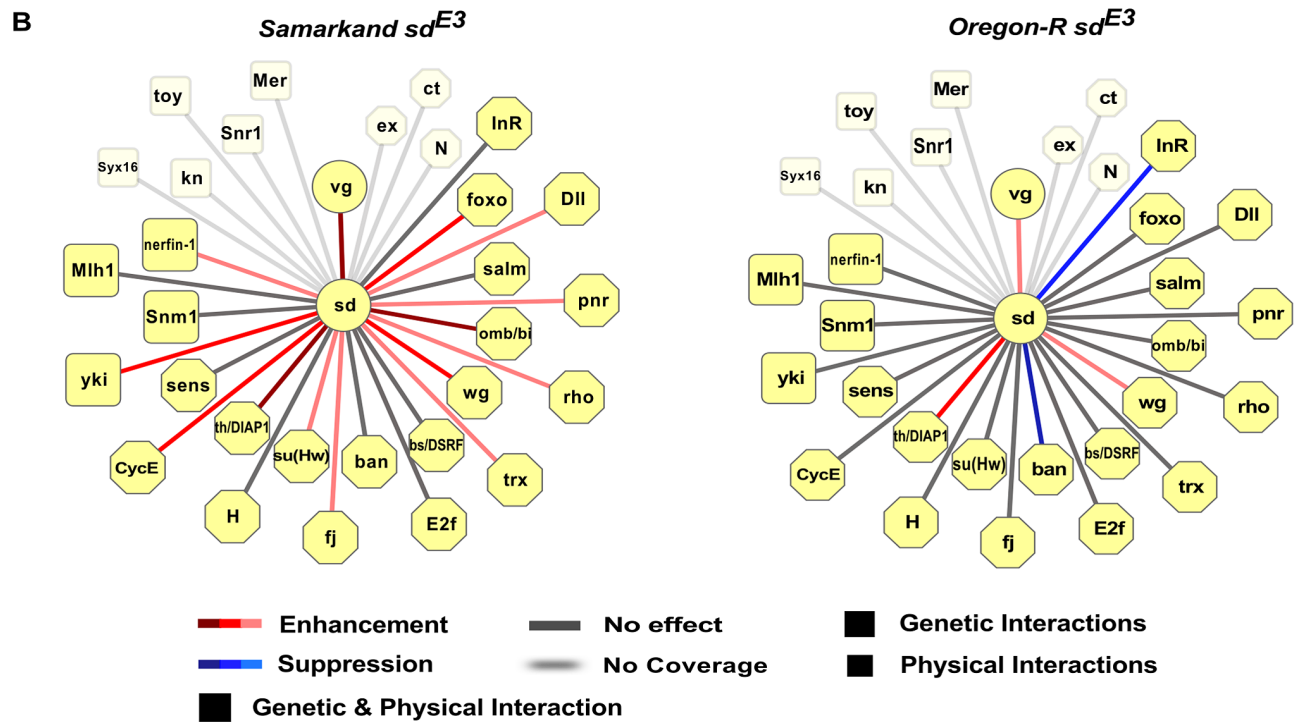 B
Samarkand sdE3
Oregon-R sdE3
Mer
toy
ct
Snr1
ex
InR
N
Syx16
kn
vg
foxo
Dll
nerfin-1
Mlh1
salm
sd
pnr
Snm1
omb/bi
yki
sens
wg
rho
th/DIAP1
bs/DSRF
CycE
su(Hw)
ban
trx
H
E2f
fj
Mer
toy
ct
Snr1
ex
InR
N
Syx16
kn
vg
foxo
Dll
nerfin-1
Mlh1
salm
sd
pnr
Snm1
omb/bi
yki
sens
wg
rho
th/DIAP1
bs/DSRF
CycE
su(Hw)
ban
trx
H
E2f
fj
Enhancement
No effect
Genetic Interactions
Suppression
No Coverage
Physical Interactions
Genetic & Physical Interaction